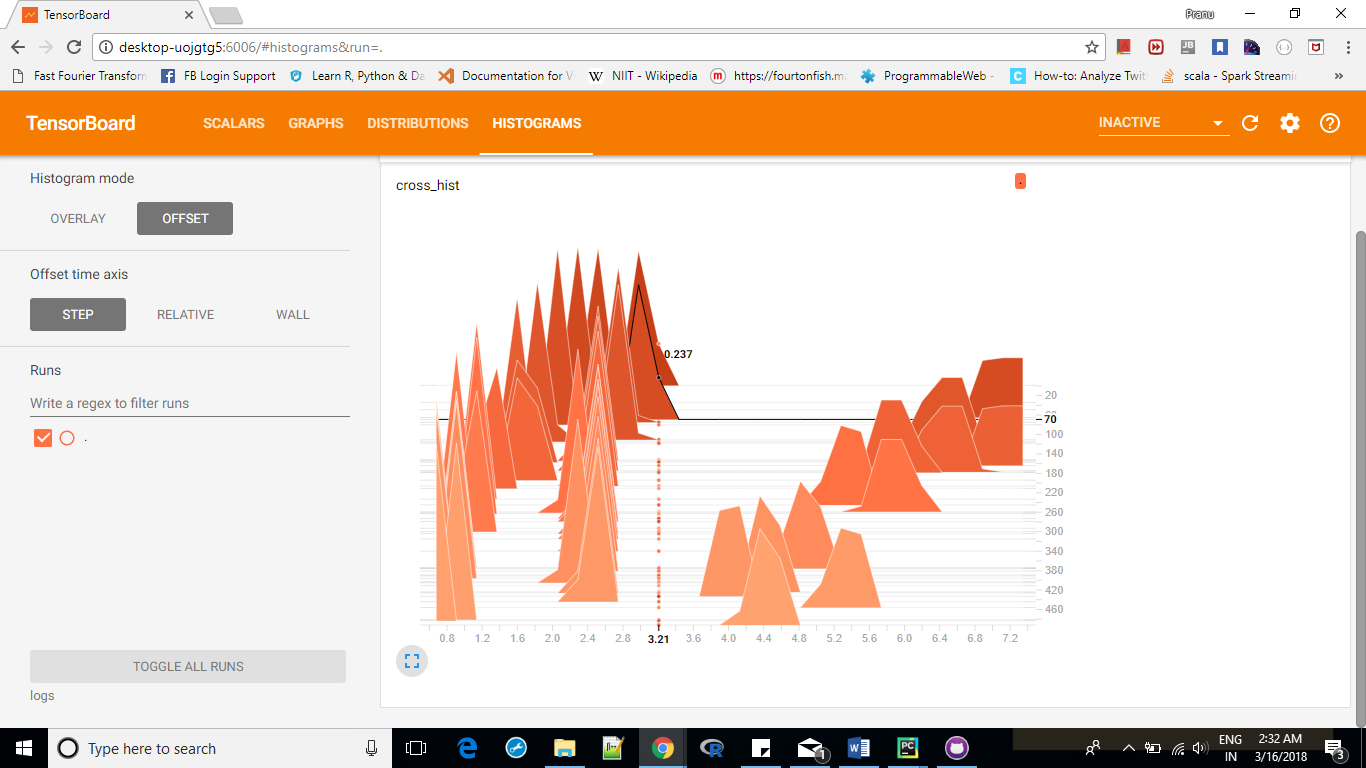 TensorBoard
Pranu
desktop-uojgtg5:6006/#histograms&run=.
Fast Fourier Transform FB Login Support Learn R, Python & Da Documentation for V NIIT - Wikipedia https://fourtonfish.ma ProgrammableWeb - How-to: Analyze Twit scala - Spark Streami »
TensorBoard SCALARS GRAPHS DISTRIBUTIONS HISTOGRAMS INACTIVE
Histogram mode
OVERLAY OFFSET
Offset time axis
STEP RELATIVE WALL
Runs
Write a regex to filter runs
.
TOGGLE ALL RUNS
logs
cross_hist
.
0.237
20
70
100
140
180
220
260
300
340
380
420
460
0.8 1.2 1.6 2.0 2.4 2.8 3.21 3.6 4.0 4.4 4.8 5.2 5.6 6.0 6.4 6.8 7.2
Type here to search
ENG
IN
2:32 AM
3/16/2018
1
3